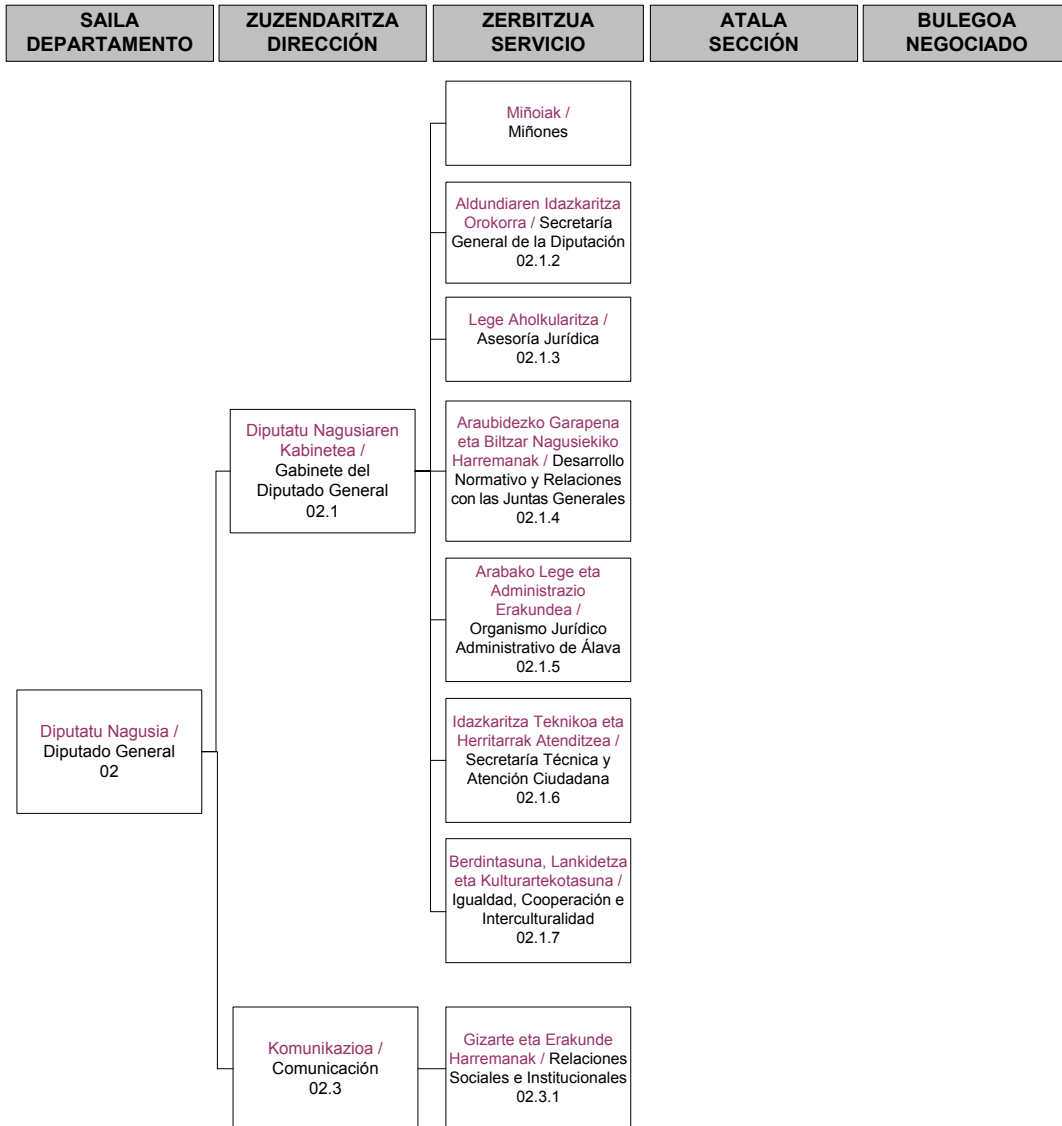 SAILA
DEPARTAMENTO
ZUZENDARITZA
DIRECCIÓN
ZERBITZUA
SERVICIO
ATALA
SECCIÓN
BULEGOA
NEGOCIADO
Miñoiak /
Miñones
Aldundiaren Idazkaritza
Orokorra / Secretaría
General de la Diputación
02.1.2
Lege Aholkularitza /
Asesoría Jurídica
02.1.3
Diputatu Nagusiaren
Kabinetea /
Gabinete del
Diputado General
02.1
Araubidezko Garapena
eta Biltzar Nagusiekiko
Harremanak / Desarrollo
Normativo y Relaciones
con las Juntas Generales
02.1.4
Arabako Lege eta
Administrazio
Erakundea /
Organismo Jurídico
Administrativo de Álava
02.1.5
Diputatu Nagusia /
Diputado General
02
Idazkaritza Teknikoa eta
Herritarrak Atenditzea /
Secretaría Técnica y
Atención Ciudadana
02.1.6
Berdintasuna, Lankidetza
eta Kulturartekotasuna /
Igualdad, Cooperación e
Interculturalidad
02.1.7
Komunikazioa /
Comunicación
02.3
Gizarte eta Erakunde
Harremanak / Relaciones
Sociales e Institucionales
02.3.1